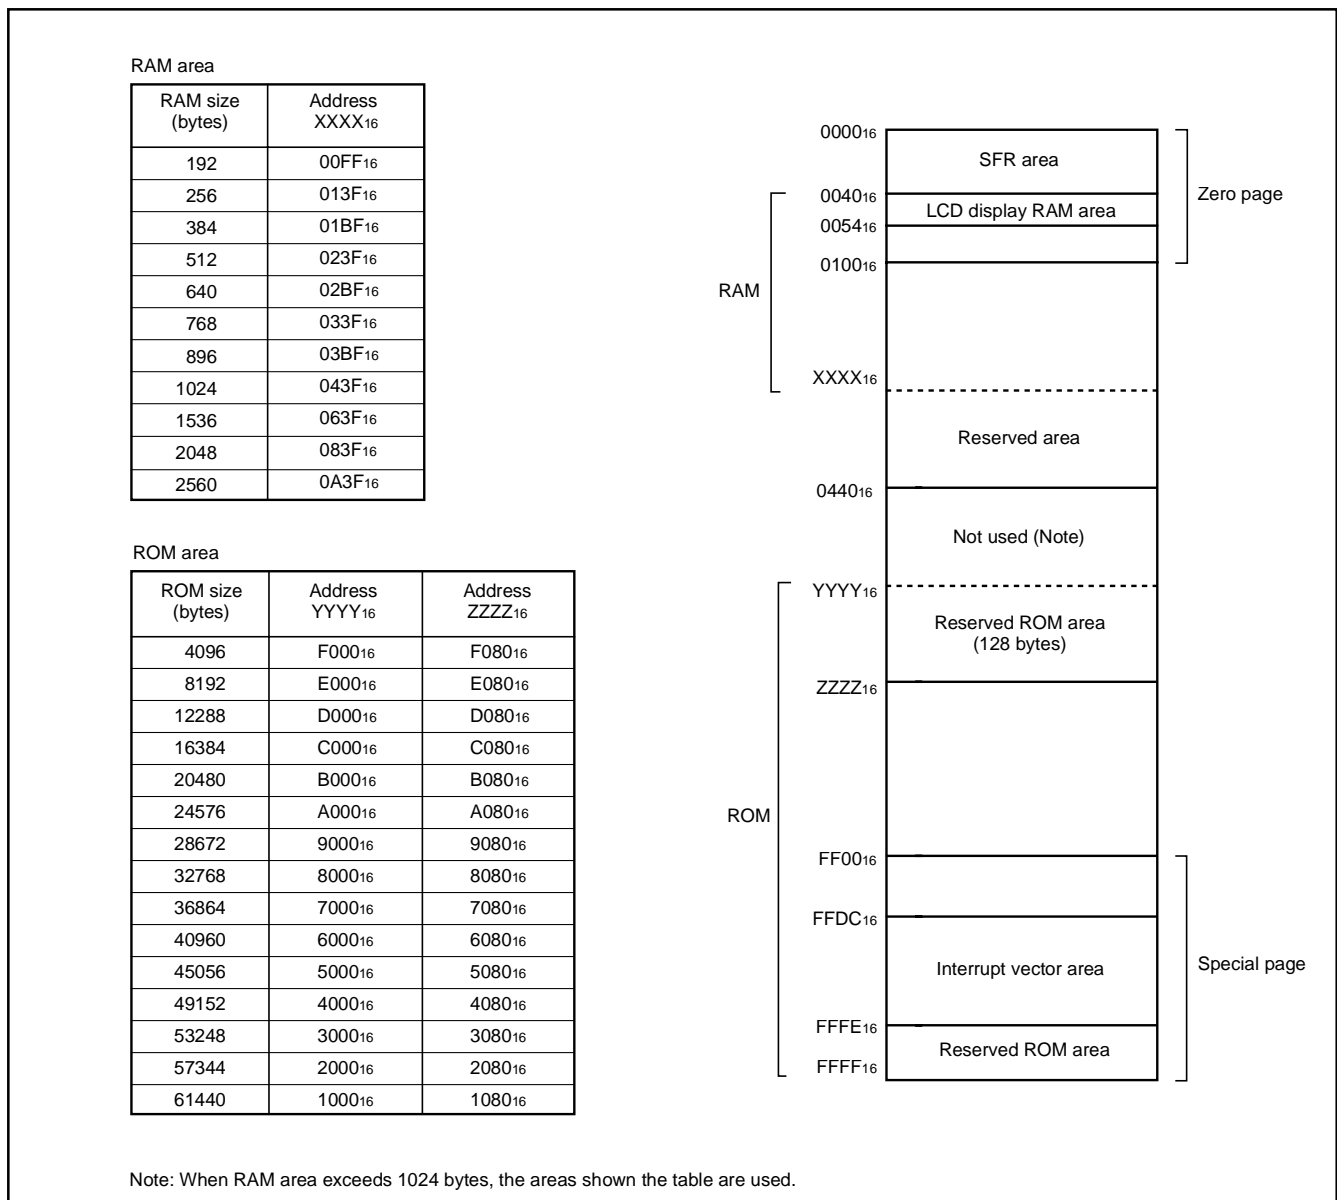 RAM area
RAM size (bytes) Address XXXX16
192 00FF16
256 013F16
384 01BF16
512 023F16
640 02BF16
768 033F16
896 03BF16
1024 043F16
1536 063F16
2048 083F16
2560 0A3F16
ROM area
ROM size (bytes) Address YYYY16 Address ZZZZ16
4096 F00016 F08016
8192 E00016 E08016
12288 D00016 D08016
16384 C00016 C08016
20480 B00016 B08016
24576 A00016 A08016
28672 900016 908016
32768 800016 808016
36864 700016 708016
40960 600016 608016
45056 500016 508016
49152 400016 408016
53248 300016 308016
57344 200016 208016
61440 100016 108016
000016
SFR area
004016
Zero page
LCD display RAM area
005416
010016
RAM
XXXX16
Reserved area
044016
Not used (Note)
YYYY16
Reserved ROM area
(128 bytes)
ZZZZ16
ROM
FF0016
FFDC16
Interrupt vector area
Special page
FFFE16
Reserved ROM area
FFFF16
Note: When RAM area exceeds 1024 bytes, the areas shown the table are used.